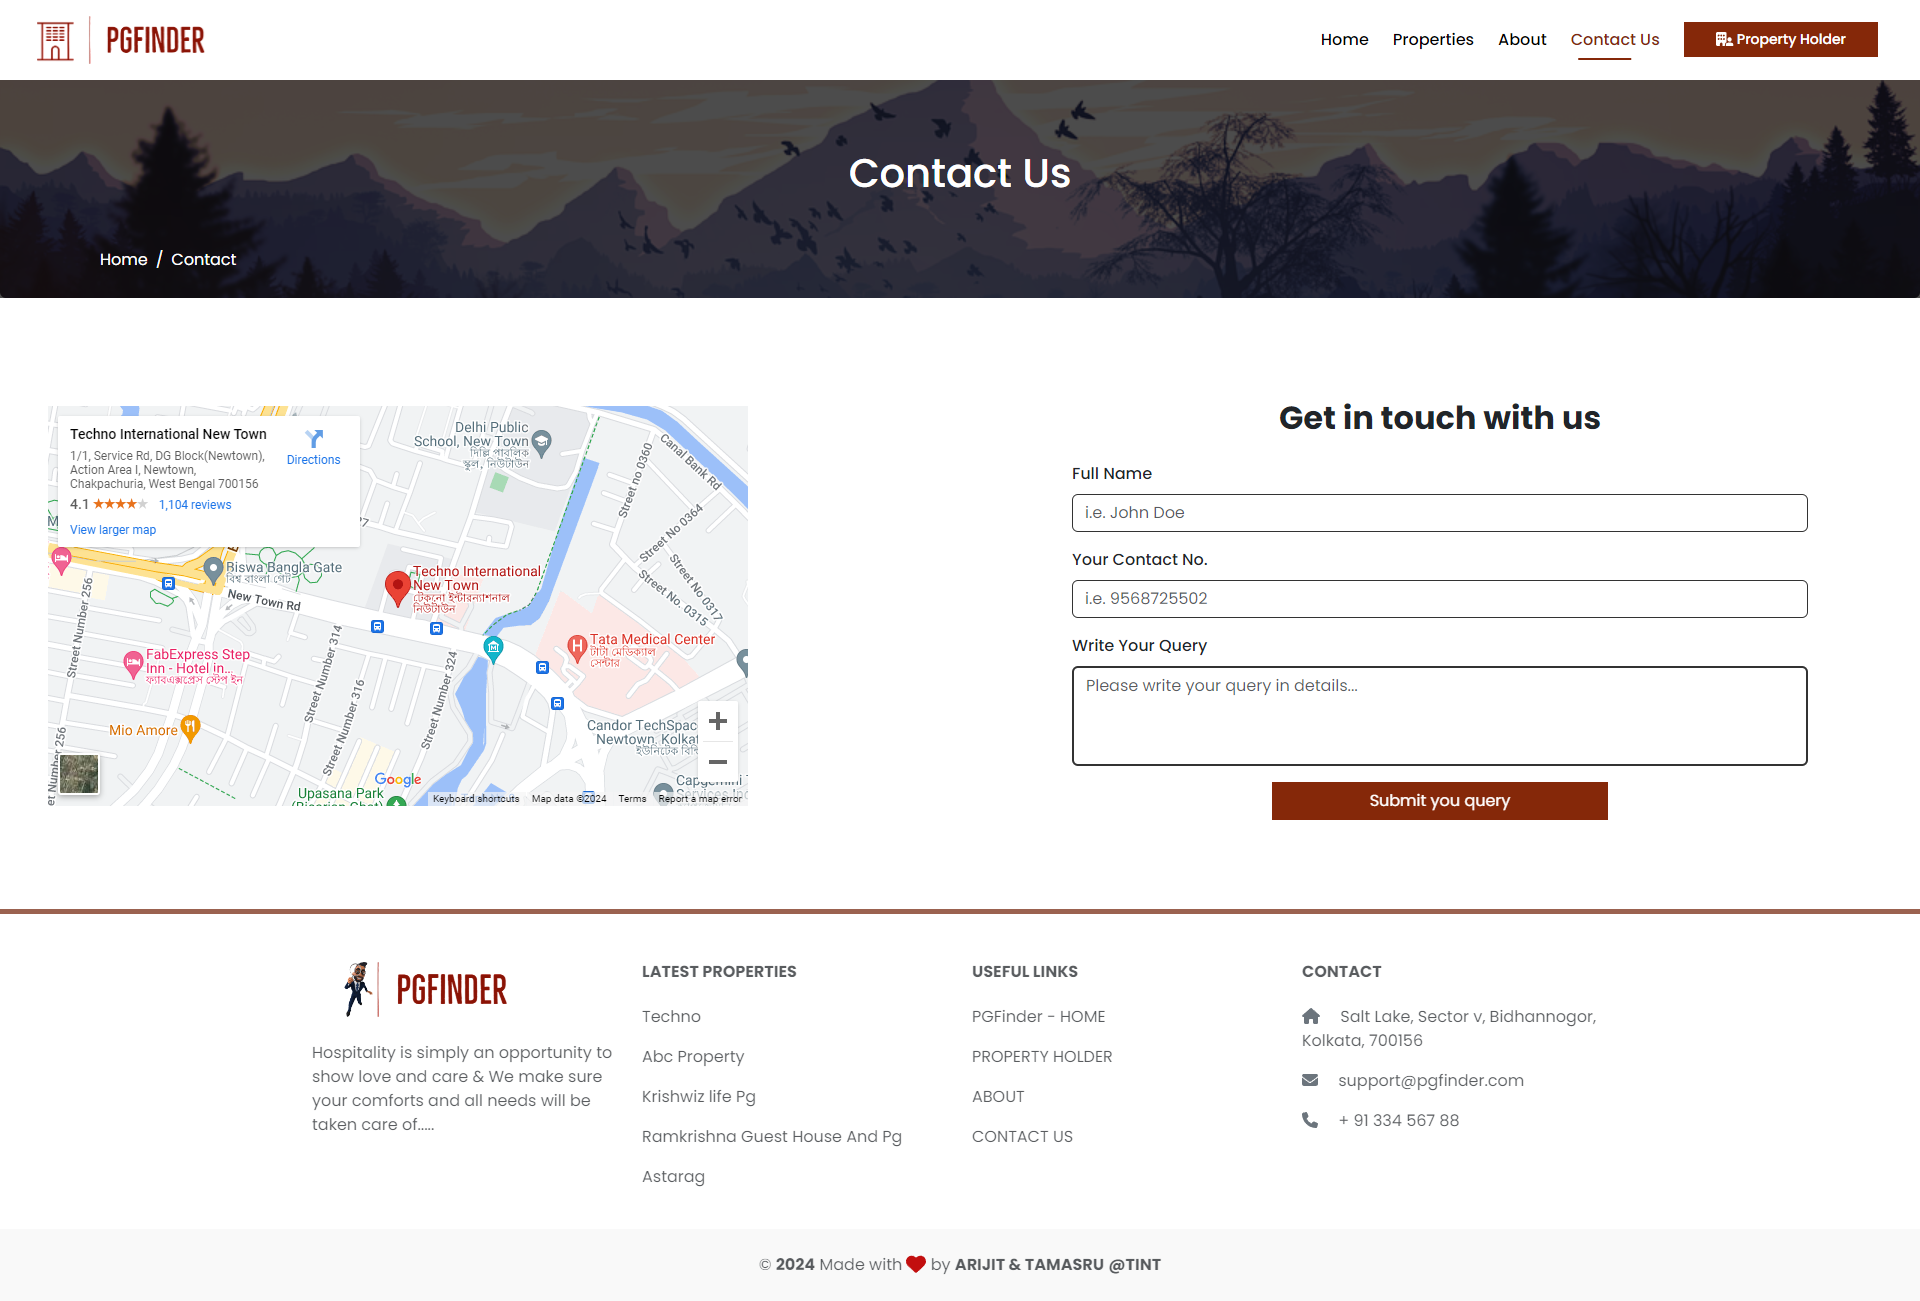 PGFINDER
Home
Properties
About
Contact Us
Property Holder
Contact Us
Home / Contact
Techno International New Town
1/1, Service Rd, DG Block(Newtown),
Action Area I, Newtown,
Chakpachuria, West Bengal 700156
4.1
1,104 reviews
View larger map
Directions
Delhi Public
School, New Town
দিল্লি পাবলিক
স্কুল, নিউটাউন
Canal Bank Rd
Street no 0360
Street No 0364
Street No 0317
Street No. 0315
Biswa Bangla Gate
বিশ্ব বাংলা গেট
New Town Rd
Techno International
New Town
টেকনো ইন্টারন্যাশনাল
নিউটাউন
Tata Medical Center
টাটা মেডিক্যাল
সেন্টার
Street Number 256
FabExpress Step
Inn - Hotel in...
ফ্যাবএক্সপ্রেস স্টেপ ইন
Street Number 314
Street Number 316
Street Number 324
Mio Amore
et Number 256
Candor TechSpac
Newtown, Kolkat
ইউনিটেক বিশ্বি
Upasana Park
Google
Keyboard shortcuts
Map data ©2024
Terms
Report a map error
Get in touch with us
Full Name
i.e. John Doe
Your Contact No.
i.e. 9568725502
Write Your Query
Please write your query in details...
Submit you query
PGFINDER
Hospitality is simply an opportunity to
show love and care & We make sure
your comforts and all needs will be
taken care of.....
LATEST PROPERTIES
Techno
Abc Property
Krishwiz life Pg
Ramkrishna Guest House And Pg
Astarag
USEFUL LINKS
PGFinder - HOME
PROPERTY HOLDER
ABOUT
CONTACT US
CONTACT
Salt Lake, Sector v, Bidhannogor,
Kolkata, 700156
support@pgfinder.com
+ 91 334 567 88
© 2024 Made with by ARIJIT & TAMASRU @TINT